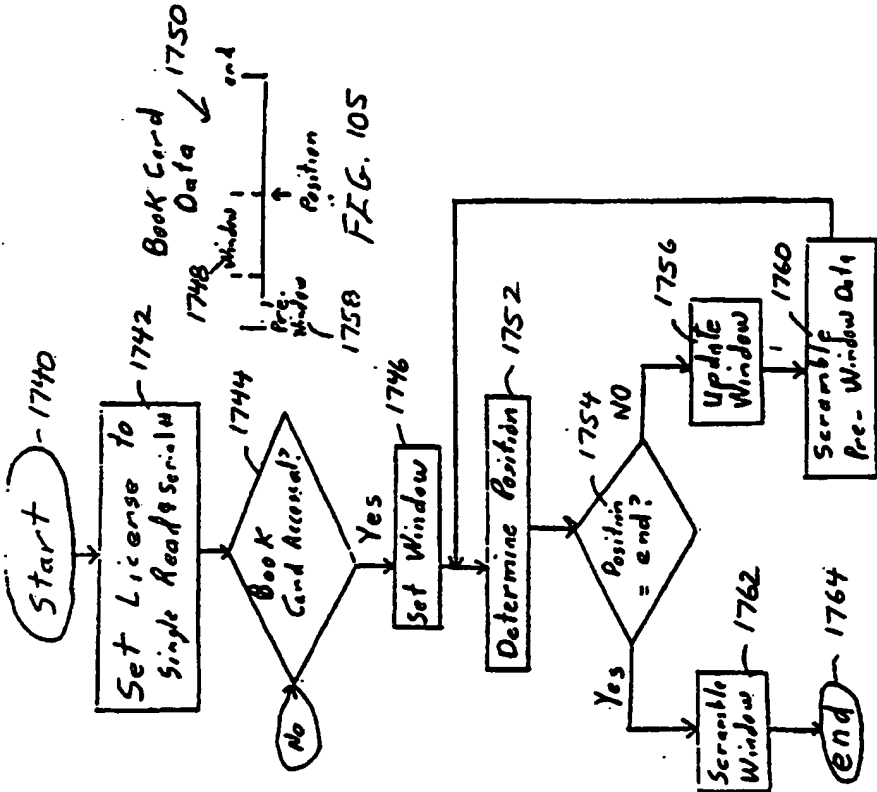 Start 1740
Set License to
Single Read & Serial #
1742
Book
Card Accessed?
1744
No
Yes
Set Window
1746
Determine Position
1752
Position
= end?
1754
NO
Update
Window
1756
Scramble
Pre-Window Data
1760
Yes
Scramble
Window
1762
end
1764
Book Card
Data
1750
1748
Window
end
Pre.
Window
1758
Position
FIG. 105